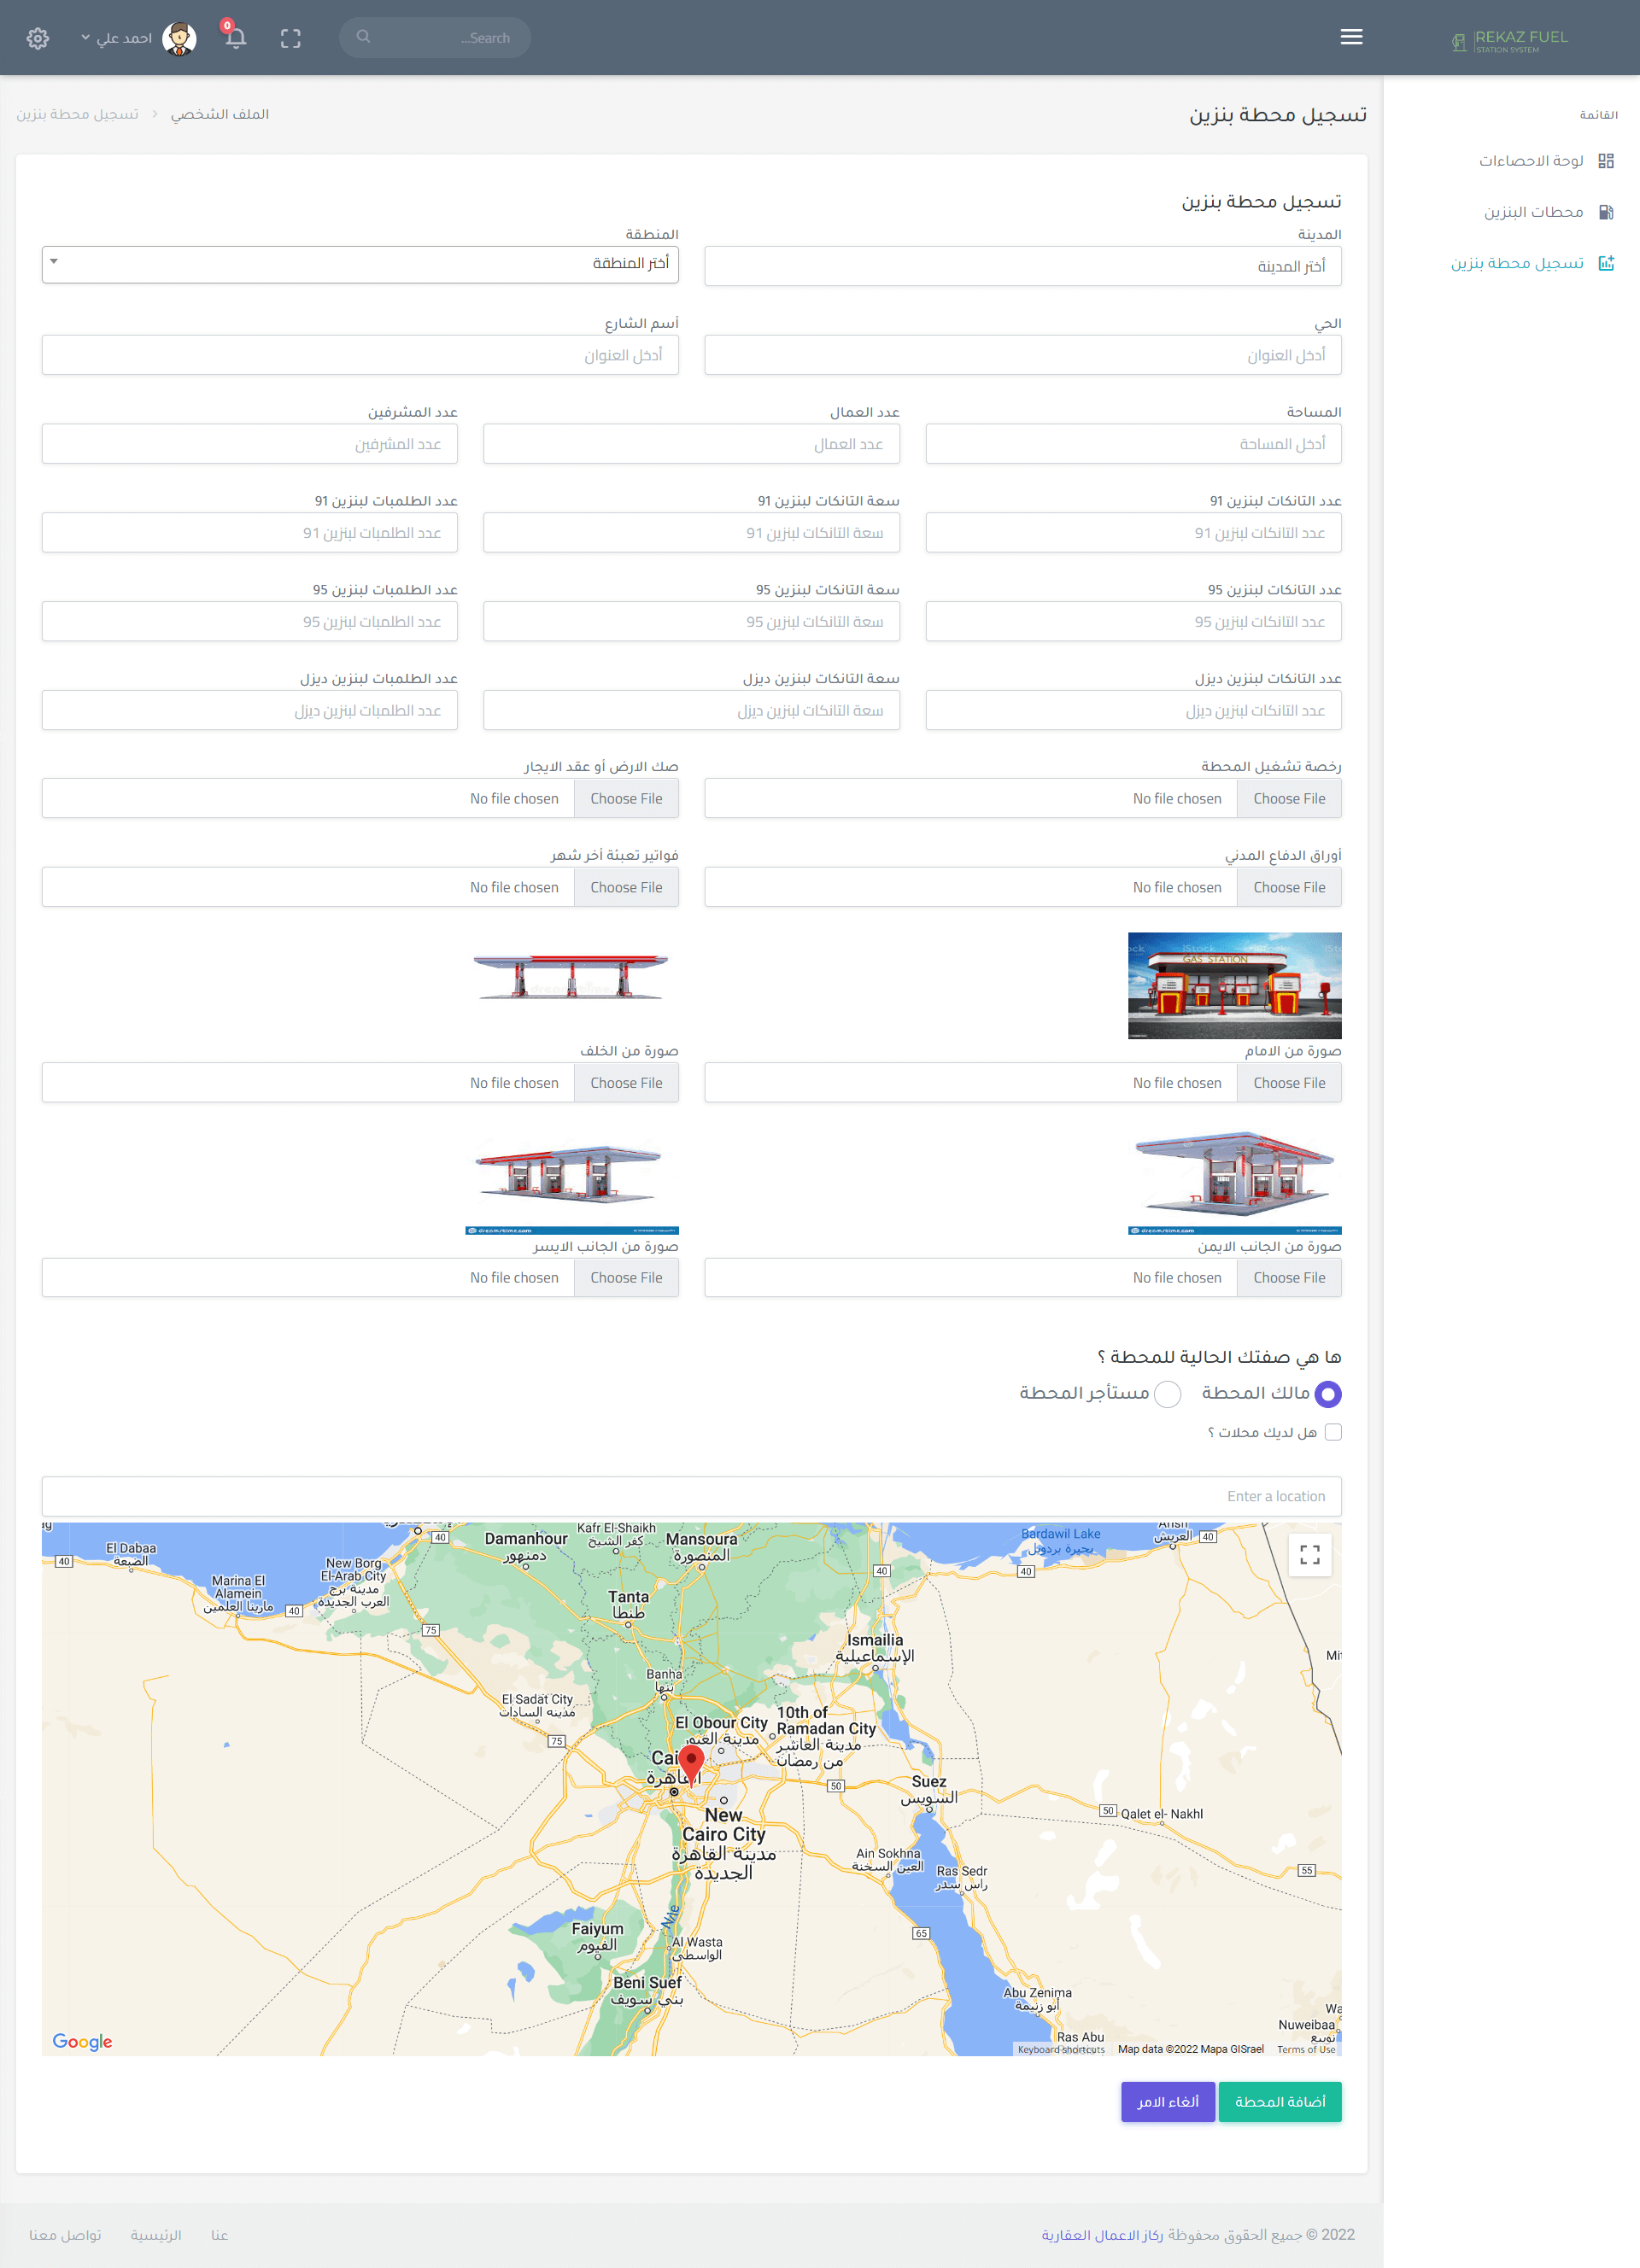 REKAZ FUEL
STATION SYSTEM
Search...
0
احمد علي
القائمة
لوحة الاحصاءات
محطات البنزين
تسجيل محطة بنزين
تسجيل محطة بنزين
الملف الشخصي
تسجيل محطة بنزين
تسجيل محطة بنزين
المدينة
المنطقة
أختر المدينة
أختر المنطقة
الحي
أسم الشارع
أدخل العنوان
أدخل العنوان
المساحة
عدد العمال
عدد المشرفين
أدخل المساحة
عدد العمال
عدد المشرفين
عدد التانكات لبنزين 91
سعة التانكات لبنزين 91
عدد الطلمبات لبنزين 91
عدد التانكات لبنزين 91
سعة التانكات لبنزين 91
عدد الطلمبات لبنزين 91
عدد التانكات لبنزين 95
سعة التانكات لبنزين 95
عدد الطلمبات لبنزين 95
عدد التانكات لبنزين 95
سعة التانكات لبنزين 95
عدد الطلمبات لبنزين 95
عدد التانكات لبنزين ديزل
سعة التانكات لبنزين ديزل
عدد الطلمبات لبنزين ديزل
عدد التانكات لبنزين ديزل
سعة التانكات لبنزين ديزل
عدد الطلمبات لبنزين ديزل
رخصة تشغيل المحطة
صك الارض أو عقد الايجار
Choose File No file chosen
Choose File No file chosen
أوراق الدفاع المدني
فواتير تعبئة أخر شهر
Choose File No file chosen
Choose File No file chosen
iStock
GAS STATION
صورة من الامام
صورة من الخلف
Choose File No file chosen
Choose File No file chosen
dreamstime.com
dreamstime.com
صورة من الجانب الايمن
صورة من الجانب الايسر
Choose File No file chosen
Choose File No file chosen
ها هي صفتك الحالية للمحطة ؟
مالك المحطة
مستأجر المحطة
هل لديك محلات ؟
Enter a location
Damanhour
دمنهور
Kafr El-Shaikh
كفر الشيخ
Mansoura
المنصورة
Bardawil Lake
بحيرة بردويل
العريش
El Dabaa
الضبعة
40
40
40
40
40
40
New Borg
El-Arab City
مدينة برج
العرب الجديدة
Marina El
Alamein
مارينا العلمين
Tanta
طنطا
75
Ismailia
الإسماعيلية
Banha
بنها
El Sadat City
مدينة السادات
75
El Obour City
مدينة العبور
10th of
Ramadan City
مدينة العاشر
من رمضان
القاهرة
New
Cairo City
مدينة القاهرة
الجديدة
50
Suez
السويس
50
Qalet el- Nakhl
Ain Sokhna
العين السخنة
Ras Sedr
راس سدر
55
Faiyum
الفيوم
Nile
65
Al Wasta
الواسطى
Beni Suef
بني سويف
Abu Zenima
أبو زنيمة
Nuweibaa
نويبع
Ras Abu
Google
Keyboard shortcuts
Map data ©2022 Mapa GISrael
Terms of Use
أضافة المحطة
ألغاء الامر
2022 © جميع الحقوق محفوظة ركاز الاعمال العقارية
عنا
الرئيسية
تواصل معنا